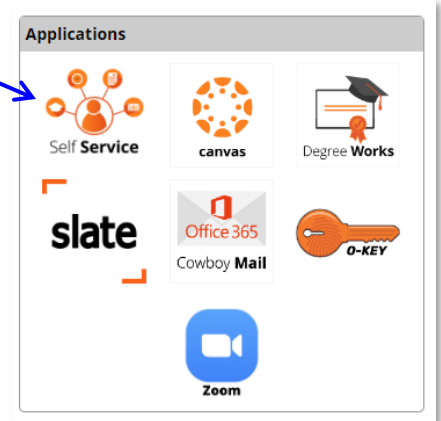 Applications
Self Service
canvas
Degree Works
slate
Office 365
Cowboy Mail
O-KEY
Zoom